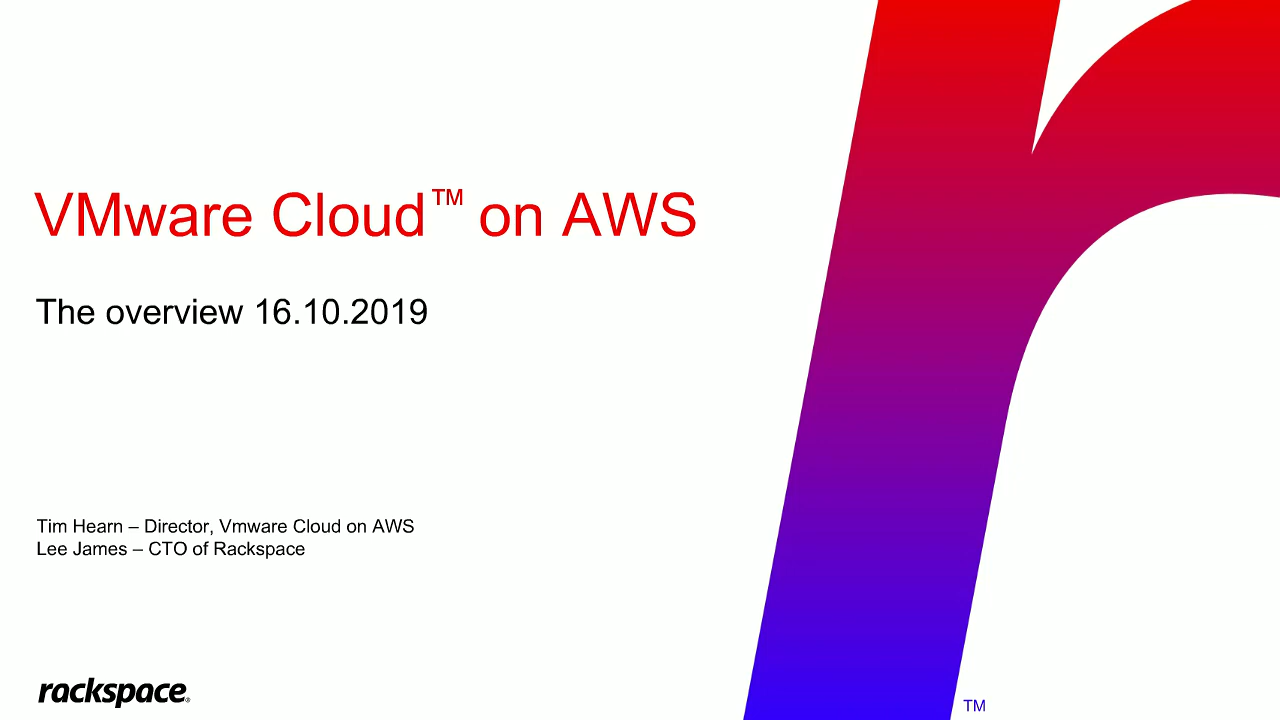 VMware Cloud™ on AWS
The overview 16.10.2019
Tim Hearn – Director, Vmware Cloud on AWS
Lee James – CTO of Rackspace
rackspace®
TM